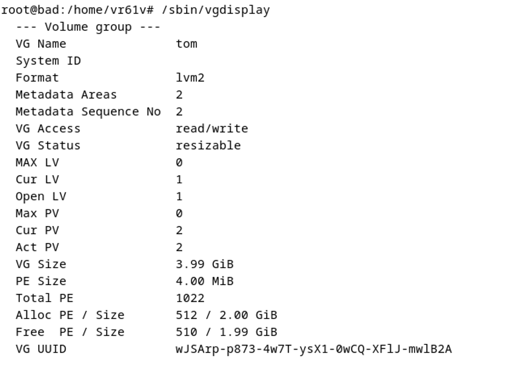 root@bad:/home/vr61v# /sbin/vgdisplay
  --- Volume group ---
  VG Name               tom
  System ID
  Format                lvm2
  Metadata Areas        2
  Metadata Sequence No  2
  VG Access             read/write
  VG Status             resizable
  MAX LV                0
  Cur LV                1
  Open LV               1
  Max PV                0
  Cur PV                2
  Act PV                2
  VG Size               3.99 GiB
  PE Size               4.00 MiB
  Total PE              1022
  Alloc PE / Size       512 / 2.00 GiB
  Free  PE / Size       510 / 1.99 GiB
  VG UUID               wJSArp-p873-4w7T-ysX1-0wCQ-XFlJ-mwlB2A